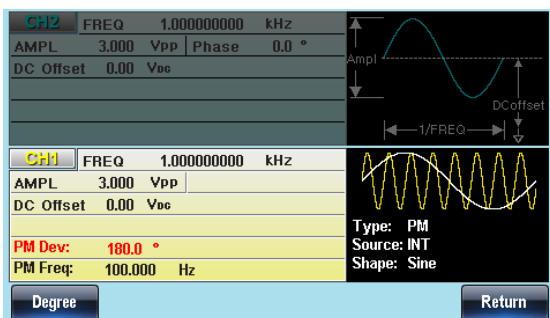 CH2 FREQ 1.000000000 kHz
AMPL 3.000 Vpp Phase 0.0 °
DC Offset 0.00 VDC
Ampl
DCoffset
1/FREQ
CH1 FREQ 1.000000000 kHz
AMPL 3.000 Vpp
DC Offset 0.00 VDC
PM Dev: 180.0 °
PM Freq: 100.000 Hz
Type: PM
Source: INT
Shape: Sine
Degree
Return